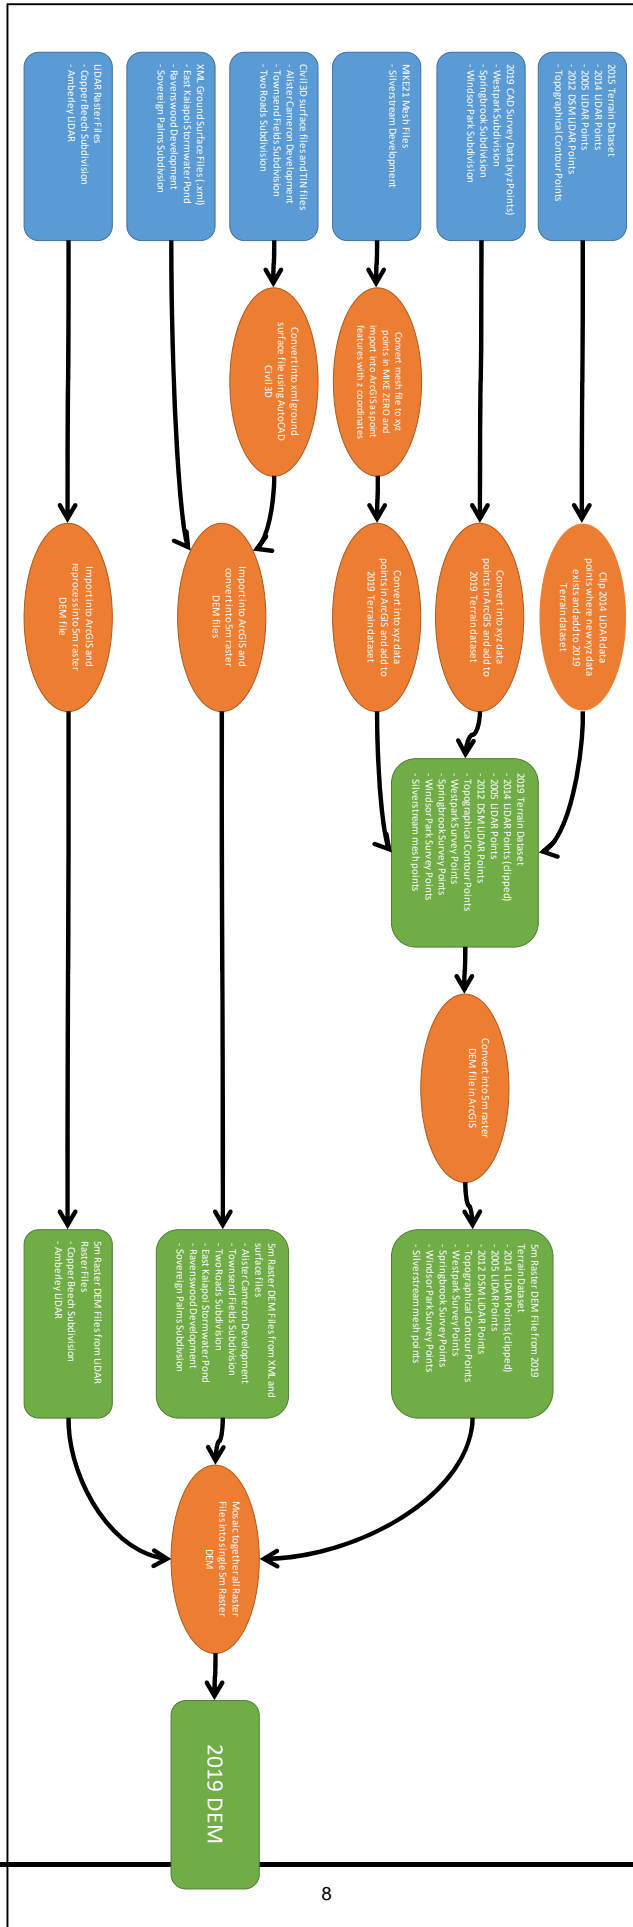 2015 Terrain Dataset
- 2014 LiDAR Points
- 2005 LiDAR Points
- 2012 DSM LiDAR Points
- Topographical Contour Points
2019 CAD Survey Data (xyz Points)
- Westpark Subdivision
- Springbrook Subdivision
- Windsor Park Subdivision
MIKE21 Mesh Files
- Silverstream Development
Civil 3D surface files and TIN files
- Alister Cameron Development
- Townsend Fields Subdivision
- Two Roads Subdivision
XML Ground Surface Files (.xml)
- East Kaiapoi Stormwater Pond
- Ravenswood Development
- Sovereign Palms Subdivsion
LiDAR Raster Files
- Copper Beech Subdivision
- Amberley LiDAR
Convert mesh file to xyz
points in MIKE ZERO and
import into ArcGIS as point
features with z coordinates
Convert into xml ground
surface file using AutoCAD
Civil 3D
Clip 2014 LiDAR data
points where new xyz data
exists and add to 2019
Terrain dataset
Convert into xyz data
points in ArcGIS and add to
2019 Terrain dataset
Convert into xyz data
points in ArcGIS and add to
2019 Terrain dataset
Import into ArcGIS and
convert into 5m raster
DEM files
Import into ArcGIS and
reprocess into 5m raster
DEM file
2019 Terrain Dataset
- 2014 LiDAR Points (clipped)
- 2005 LiDAR Points
- 2012 DSM LiDAR Points
- Topographical Contour Points
- Westpark Survey Points
- Springbrook Survey Points
- Windsor Park Survey Points
- Silverstream mesh points
Convert into 5m raster
DEM file in ArcGIS
5m Raster DEM File from 2019
Terrain Dataset
- 2014 LiDAR Points (clipped)
- 2005 LiDAR Points
- 2012 DSM LiDAR Points
- Topographical Contour Points
- Westpark Survey Points
- Springbrook Survey Points
- Windsor Park Survey Points
- Silverstream mesh points
5m Raster DEM Files from XML and
surface files
- Alister Cameron Development
- Townsend Fields Subdivision
- Two Roads Subdivision
- East Kaiapoi Stormwater Pond
- Ravenswood Development
- Sovereign Palms Subdivsion
5m Raster DEM Files from LiDAR
Raster Files
- Copper Beech Subdivision
- Amberley LiDAR
Mosaic together all Raster
Files into single 5m Raster
DEM
2019 DEM
8